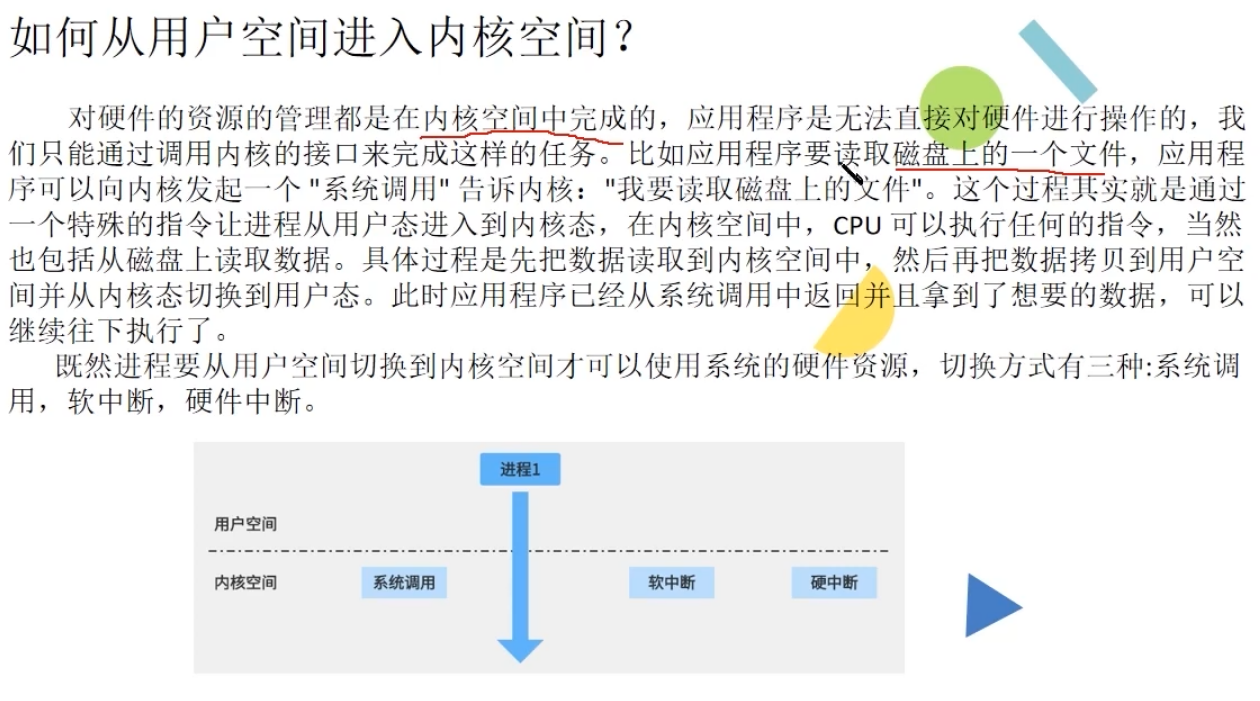 如何从用户空间进入内核空间？
对硬件的资源的管理都是在内核空间中完成的，应用程序是无法直接对硬件进行操作的，我
们只能通过调用内核的接口来完成这样的任务。比如应用程序要读取磁盘上的一个文件，应用程
序可以向内核发起一个 "系统调用" 告诉内核："我要读取磁盘上的文件"。这个过程其实就是通过
一个特殊的指令让进程从用户态进入到内核态，在内核空间中，CPU 可以执行任何的指令，当然
也包括从磁盘上读取数据。具体过程是先把数据读取到内核空间中，然后再把数据拷贝到用户空
间并从内核态切换到用户态。此时应用程序已经从系统调用中返回并且拿到了想要的数据，可以
继续往下执行了。
既然进程要从用户空间切换到内核空间才可以使用系统的硬件资源，切换方式有三种:系统调
用，软中断，硬件中断。
进程1
用户空间
内核空间 系统调用 软中断 硬中断